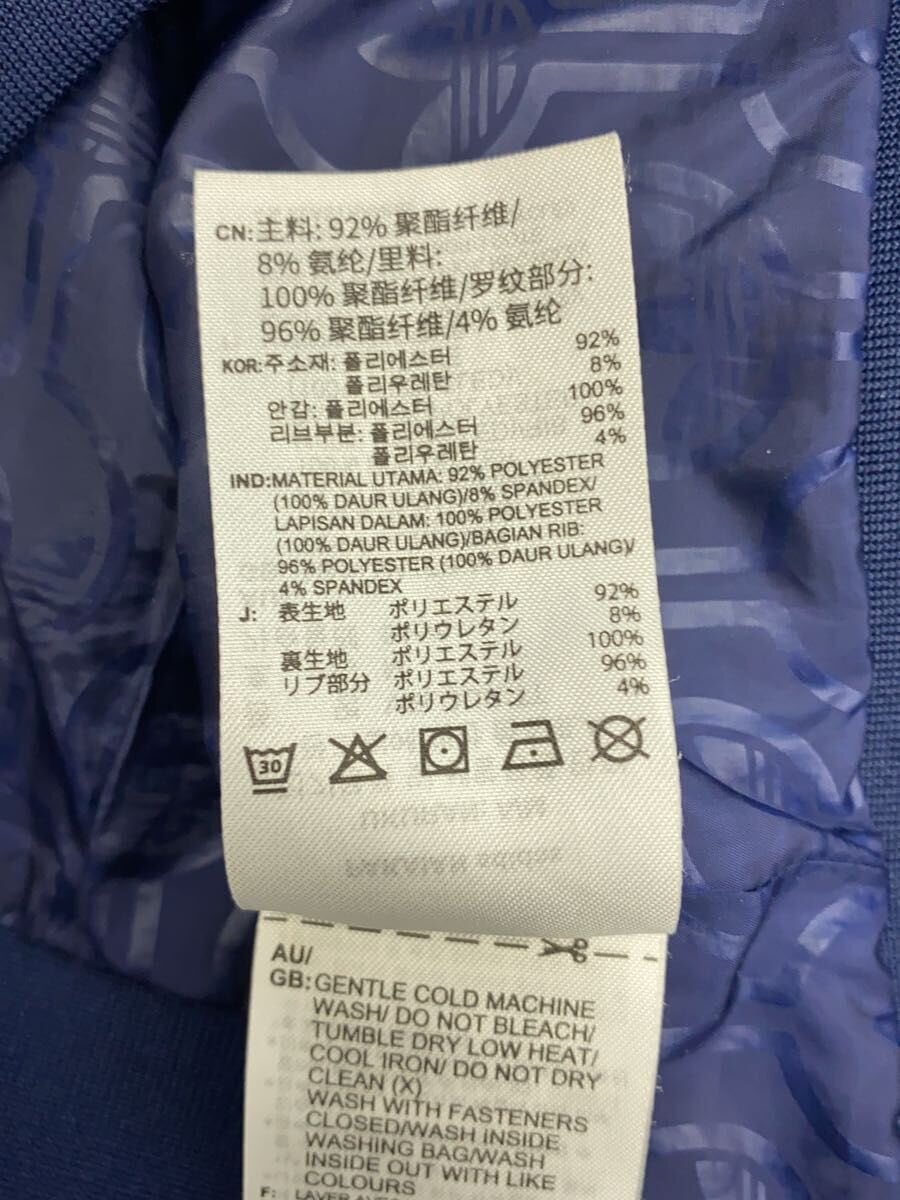 CN:主料: 92% 聚酯纤维/
8% 氨纶/里料:
100% 聚酯纤维/罗纹部分:
96% 聚酯纤维/4% 氨纶
KOR:주소재: 폴리에스터 92%
폴리우레탄 8%
안감: 폴리에스터 100%
리브부분: 폴리에스터 96%
폴리우레탄 4%
IND:MATERIAL UTAMA: 92% POLYESTER
(100% DAUR ULANG)/8% SPANDEX/
LAPISAN DALAM: 100% POLYESTER
(100% DAUR ULANG)/BAGIAN RIB:
96% POLYESTER (100% DAUR ULANG)/
4% SPANDEX
J: 表生地 ポリエステル 92%
ポリウレタン 8%
裏生地 ポリエステル 100%
リブ部分 ポリエステル 96%
ポリウレタン 4%
30
AU/
GB:GENTLE COLD MACHINE
WASH/ DO NOT BLEACH/
TUMBLE DRY LOW HEAT/
COOL IRON/ DO NOT DRY
CLEAN (X)
WASH WITH FASTENERS
CLOSED/WASH INSIDE
WASHING BAG/WASH
INSIDE OUT WITH LIKE
COLOURS
F: